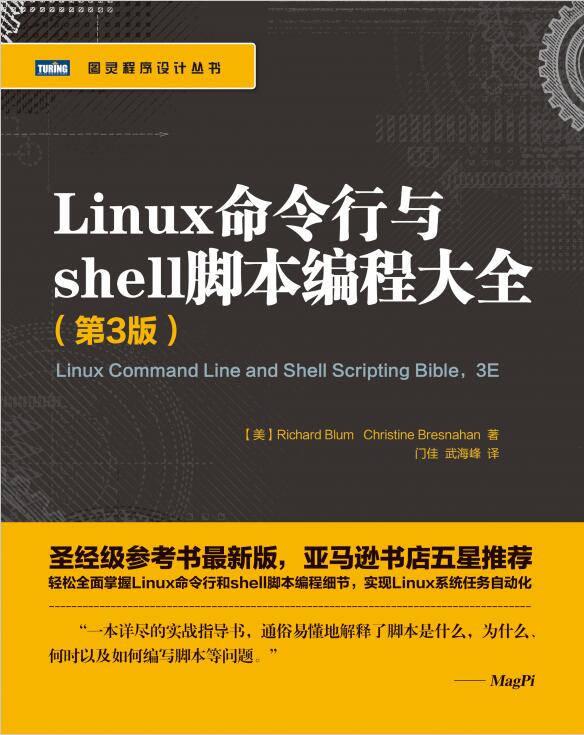 TURING 图灵程序设计丛书
Linux命令行与
shell脚本编程大全
（第3版）
Linux Command Line and Shell Scripting Bible，3E
【美】Richard Blum Christine Bresnahan 著
门佳 武海峰 译
圣经级参考书最新版，亚马逊书店五星推荐
轻松全面掌握Linux命令行和shell脚本编程细节，实现Linux系统任务自动化
“一本详尽的实战指导书，通俗易懂地解释了脚本是什么，为什么、
何时以及如何编写脚本等问题。”
—— MagPi